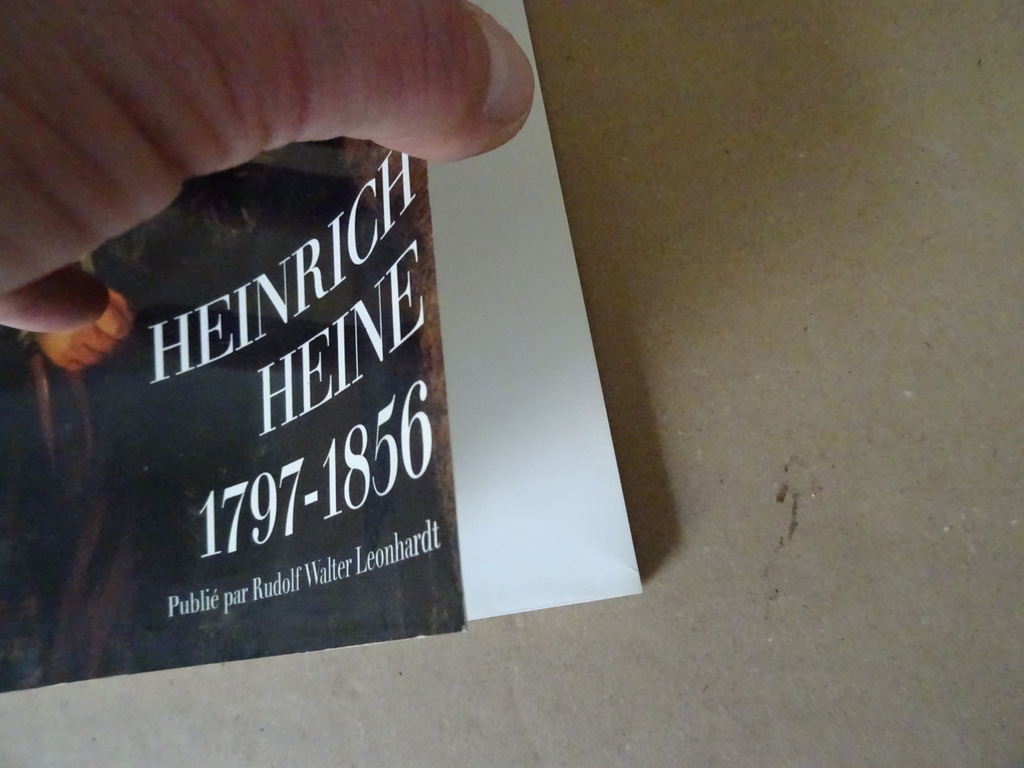 HEINRICH
HEINE
1797-1856
Publié par Rudolf Walter Leonhardt